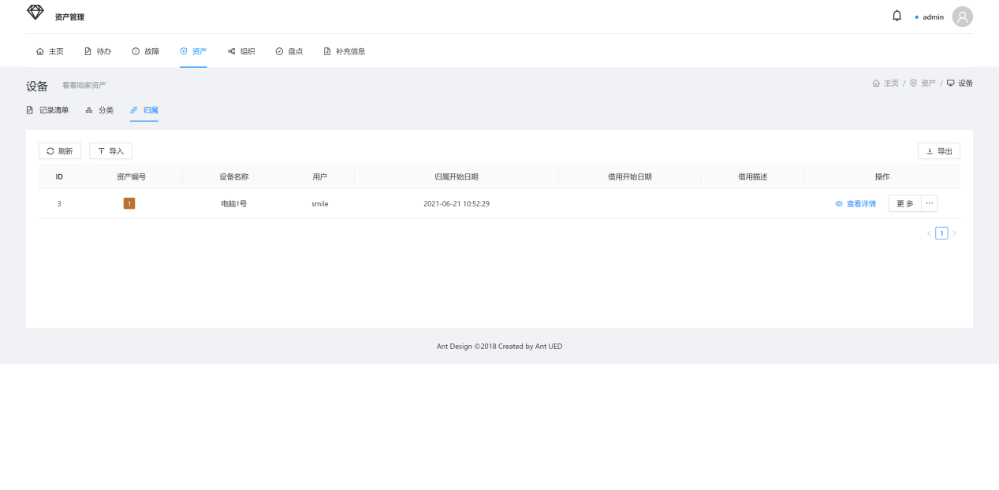 资产管理
admin
主页 待办 故障 资产 组织 盘点 补充信息
设备 看看咱家资产
主页 / 资产 / 设备
记录清单 分类 归属
刷新 导入 导出
ID 资产编号 设备名称 用户 归属开始日期 借用开始日期 借用描述 操作
3 1 电脑1号 smile 2021-06-21 10:52:29 查看详情 更多 ···
< 1 >
Ant Design ©2018 Created by Ant UED